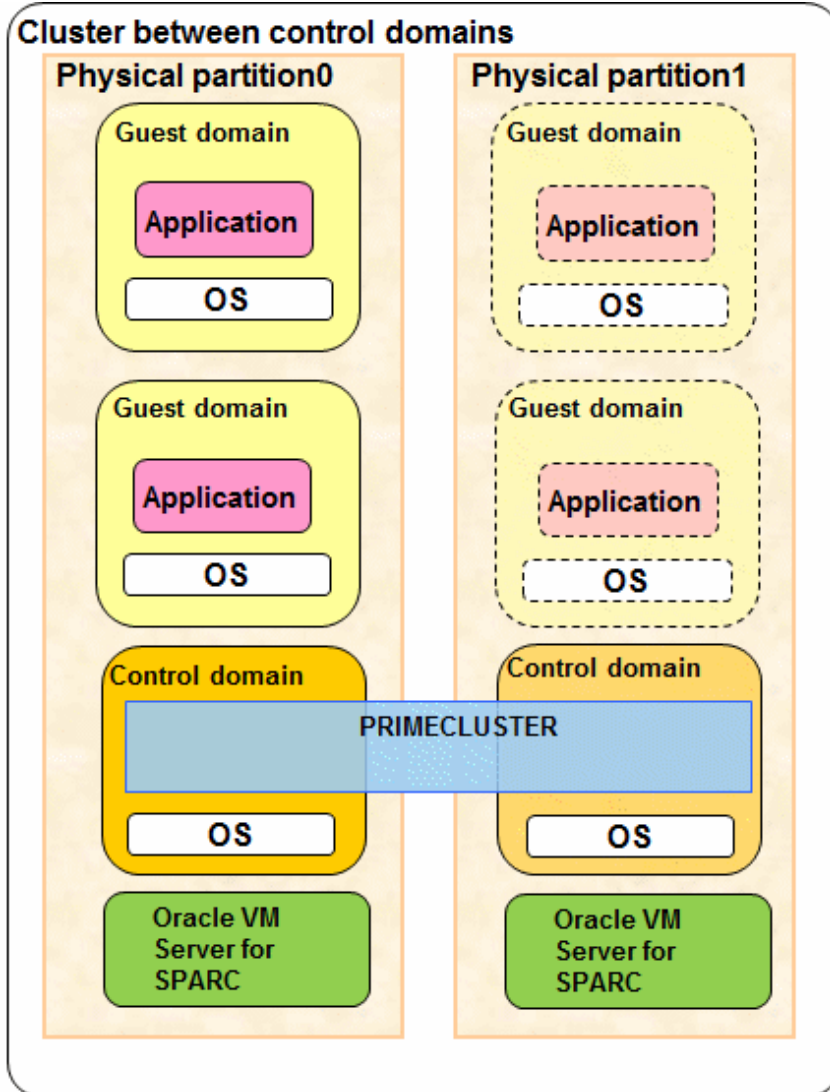 Cluster between control domains
Physical partition0
Guest domain
Application
OS
Guest domain
Application
OS
Control domain
OS
Oracle VM
Server for
SPARC
Physical partition1
Guest domain
Application
OS
Guest domain
Application
OS
Control domain
PRIMECLUSTER
OS
Oracle VM
Server for
SPARC